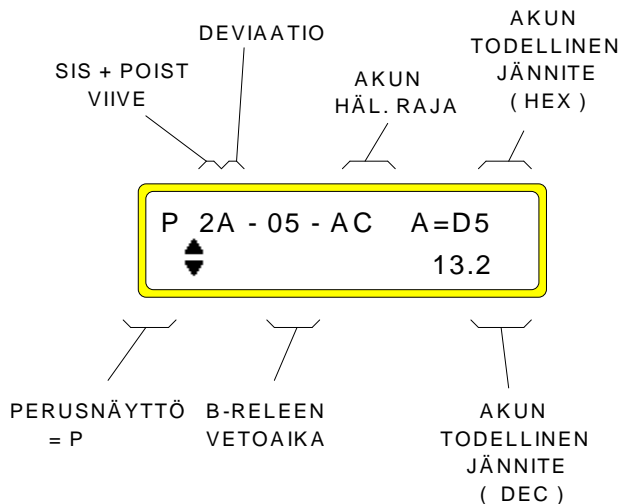 DEVIAATIO
SIS + POIST
VIIVE
AKUN
HÄL. RAJA
AKUN
TODELLINEN
JÄNNITE
( HEX )
P 2A - 05 - AC A=D5
13.2
PERUSNÄYTTÖ
= P
B-RELEEN
VETOAIKA
AKUN
TODELLINEN
JÄNNITE
( DEC )